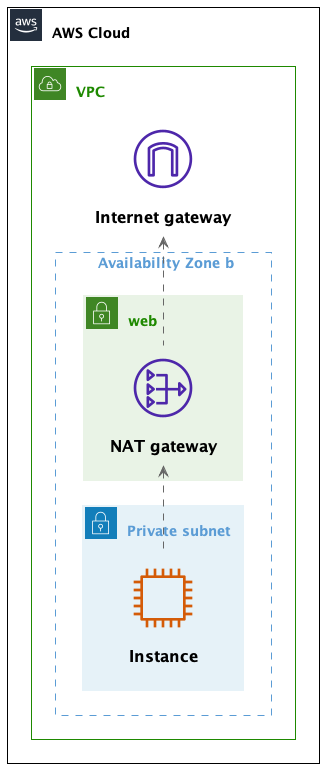 aws
AWS Cloud
VPC
Internet gateway
Availability Zone b
web
NAT gateway
Private subnet
Instance